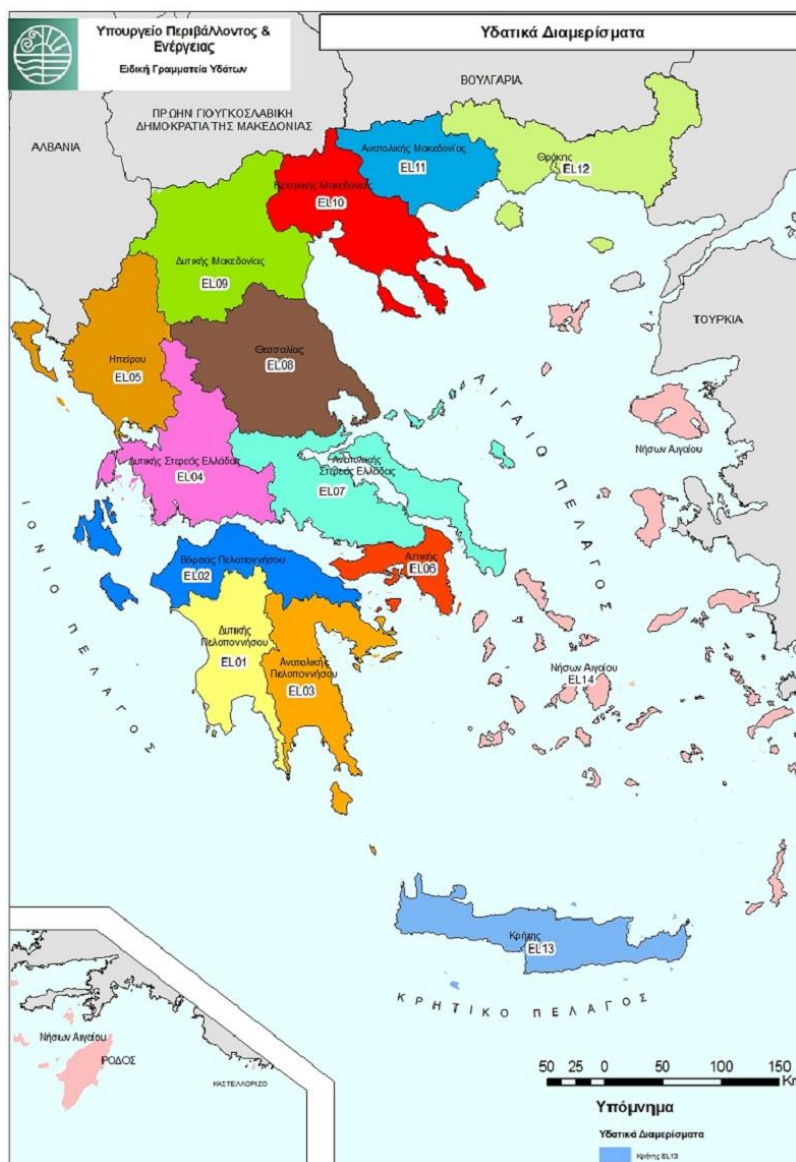 Υπουργείο Περιβάλλοντος &
Ενέργειας
Ειδική Γραμματεία Υδάτων
Υδατικά Διαμερίσματα
ΒΟΥΛΓΑΡΙΑ
ΠΡΩΗΝ ΓΙΟΥΓΚΟΣΛΑΒΙΚΗ
ΔΗΜΟΚΡΑΤΙΑ ΤΗΣ ΜΑΚΕΔΟΝΙΑΣ
ΑΛΒΑΝΙΑ
Ανατολικής Μακεδονίας
EL11
Θράκης
EL12
Κεντρικής Μακεδονίας
EL10
Δυτικής Μακεδονίας
EL09
ΤΟΥΡΚΙΑ
Ηπείρου
EL05
Θεσσαλίας
EL08
ΑΙΓΑΙΟ ΠΕΛΑΓΟΣ
Νήσων Αιγαίου
Δυτικής Στερεάς Ελλάδας
EL04
Ανατολικής
Στερεάς Ελλάδας
EL07
ΙΟΝΙΟ ΠΕΛΑΓΟΣ
Βόρειας Πελοποννήσου
EL02
Αττικής
EL06
Δυτικής
Πελοποννήσου
EL01
Ανατολικής
Πελοποννήσου
EL03
Νήσων Αιγαίου
EL14
Κρήτης
EL13
ΚΡΗΤΙΚΟ ΠΕΛΑΓΟΣ
Νήσων Αιγαίου
ΡΟΔΟΣ
ΚΑΣΤΕΛΛΟΡΙΖΟ
50 25 0 50 100 150
Km
Υπόμνημα
Υδατικά Διαμερίσματα
Κρήτης EL13